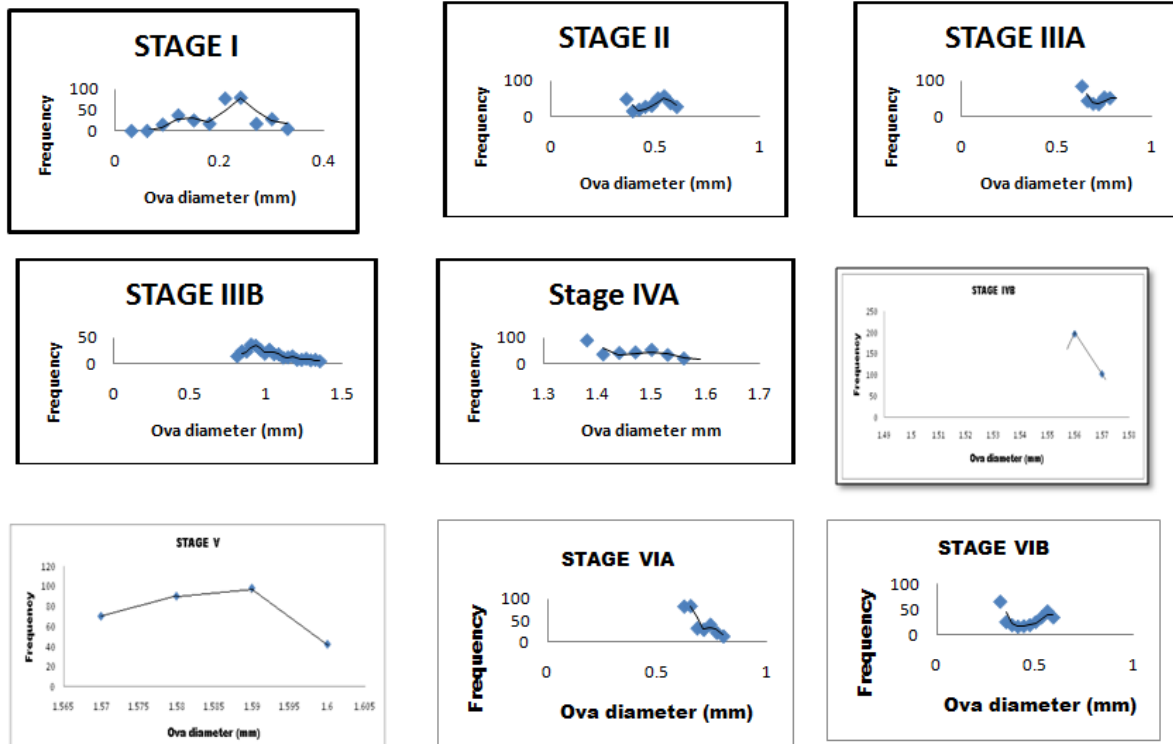 STAGE I
100
50
0
Frequency
0 0.2 0.4
Ova diameter (mm)
STAGE II
100
0
Frequency
0 0.5 1
Ova diameter (mm)
STAGE IIIA
100
0
Frequency
0 0.5 1
Ova diameter (mm)
STAGE IIIB
50
0
Frequency
0 0.5 1 1.5
Ova diameter (mm)
Stage IVA
100
0
Frequency
1.3 1.4 1.5 1.6 1.7
Ova diameter mm
STAGE IVB
250
200
150
100
50
0
Frequency
1.49 1.5 1.51 1.52 1.53 1.54 1.55 1.56 1.57 1.58
Ova diameter (mm)
STAGE V
120
100
80
60
40
20
0
Frequency
1.565 1.57 1.575 1.58 1.585 1.59 1.595 1.6 1.605
Ova diameter (mm)
STAGE VIA
100
50
0
Frequency
0 0.5 1
Ova diameter (mm)
STAGE VIB
100
50
0
Frequency
0 0.5 1
Ova diameter (mm)